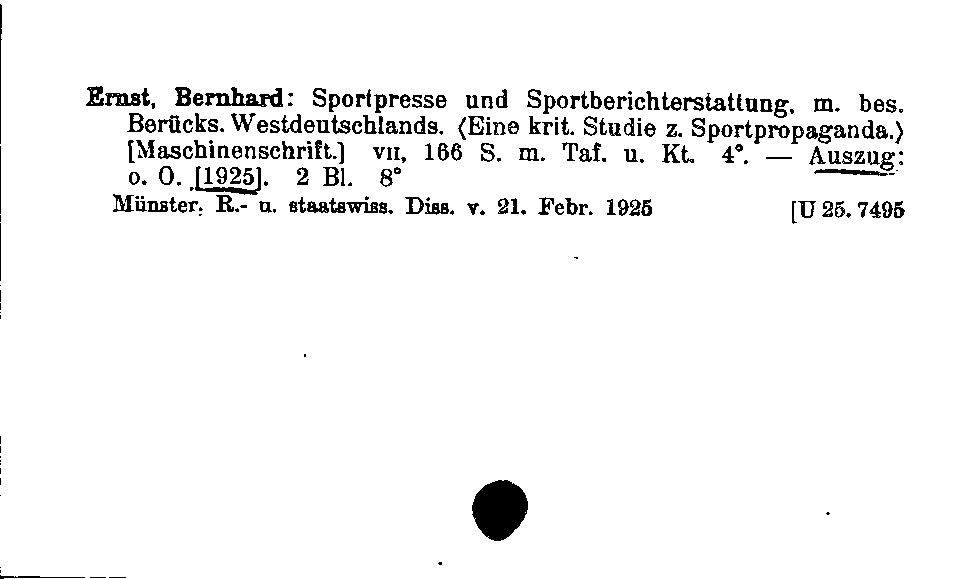 Ernst, Bernhard: Sportpresse und Sportberichterstattung, m. bes.
Berücks. Westdeutschlands. ⟨Eine krit. Studie z. Sportpropaganda.⟩
[Maschinenschrift.] VII, 166 S. m. Taf. u. Kt. 4°. — Auszug:
o. O. [1925]. 2 Bl. 8°
Münster, R.- u. staatswiss. Diss. v. 21. Febr. 1925 [U 25. 7495